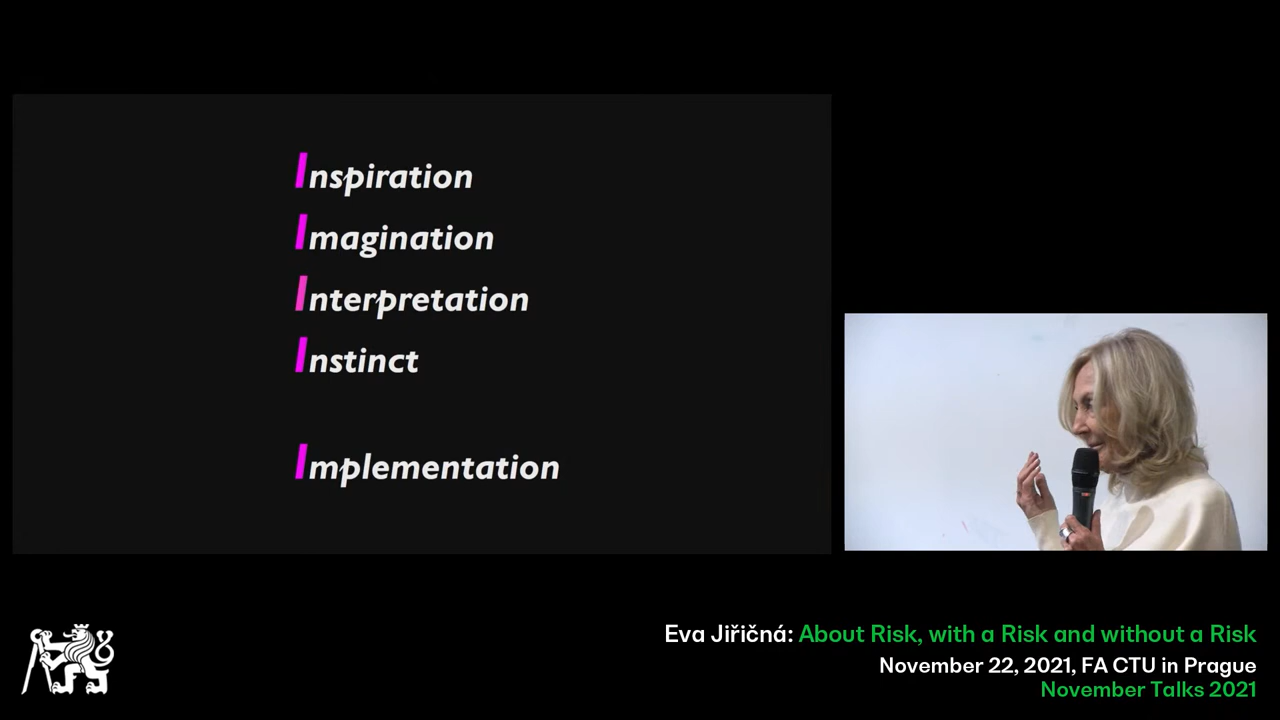 Inspiration
Imagination
Interpretation
Instinct
Implementation
Eva Jiřičná: About Risk, with a Risk and without a Risk
November 22, 2021, FA CTU in Prague
November Talks 2021